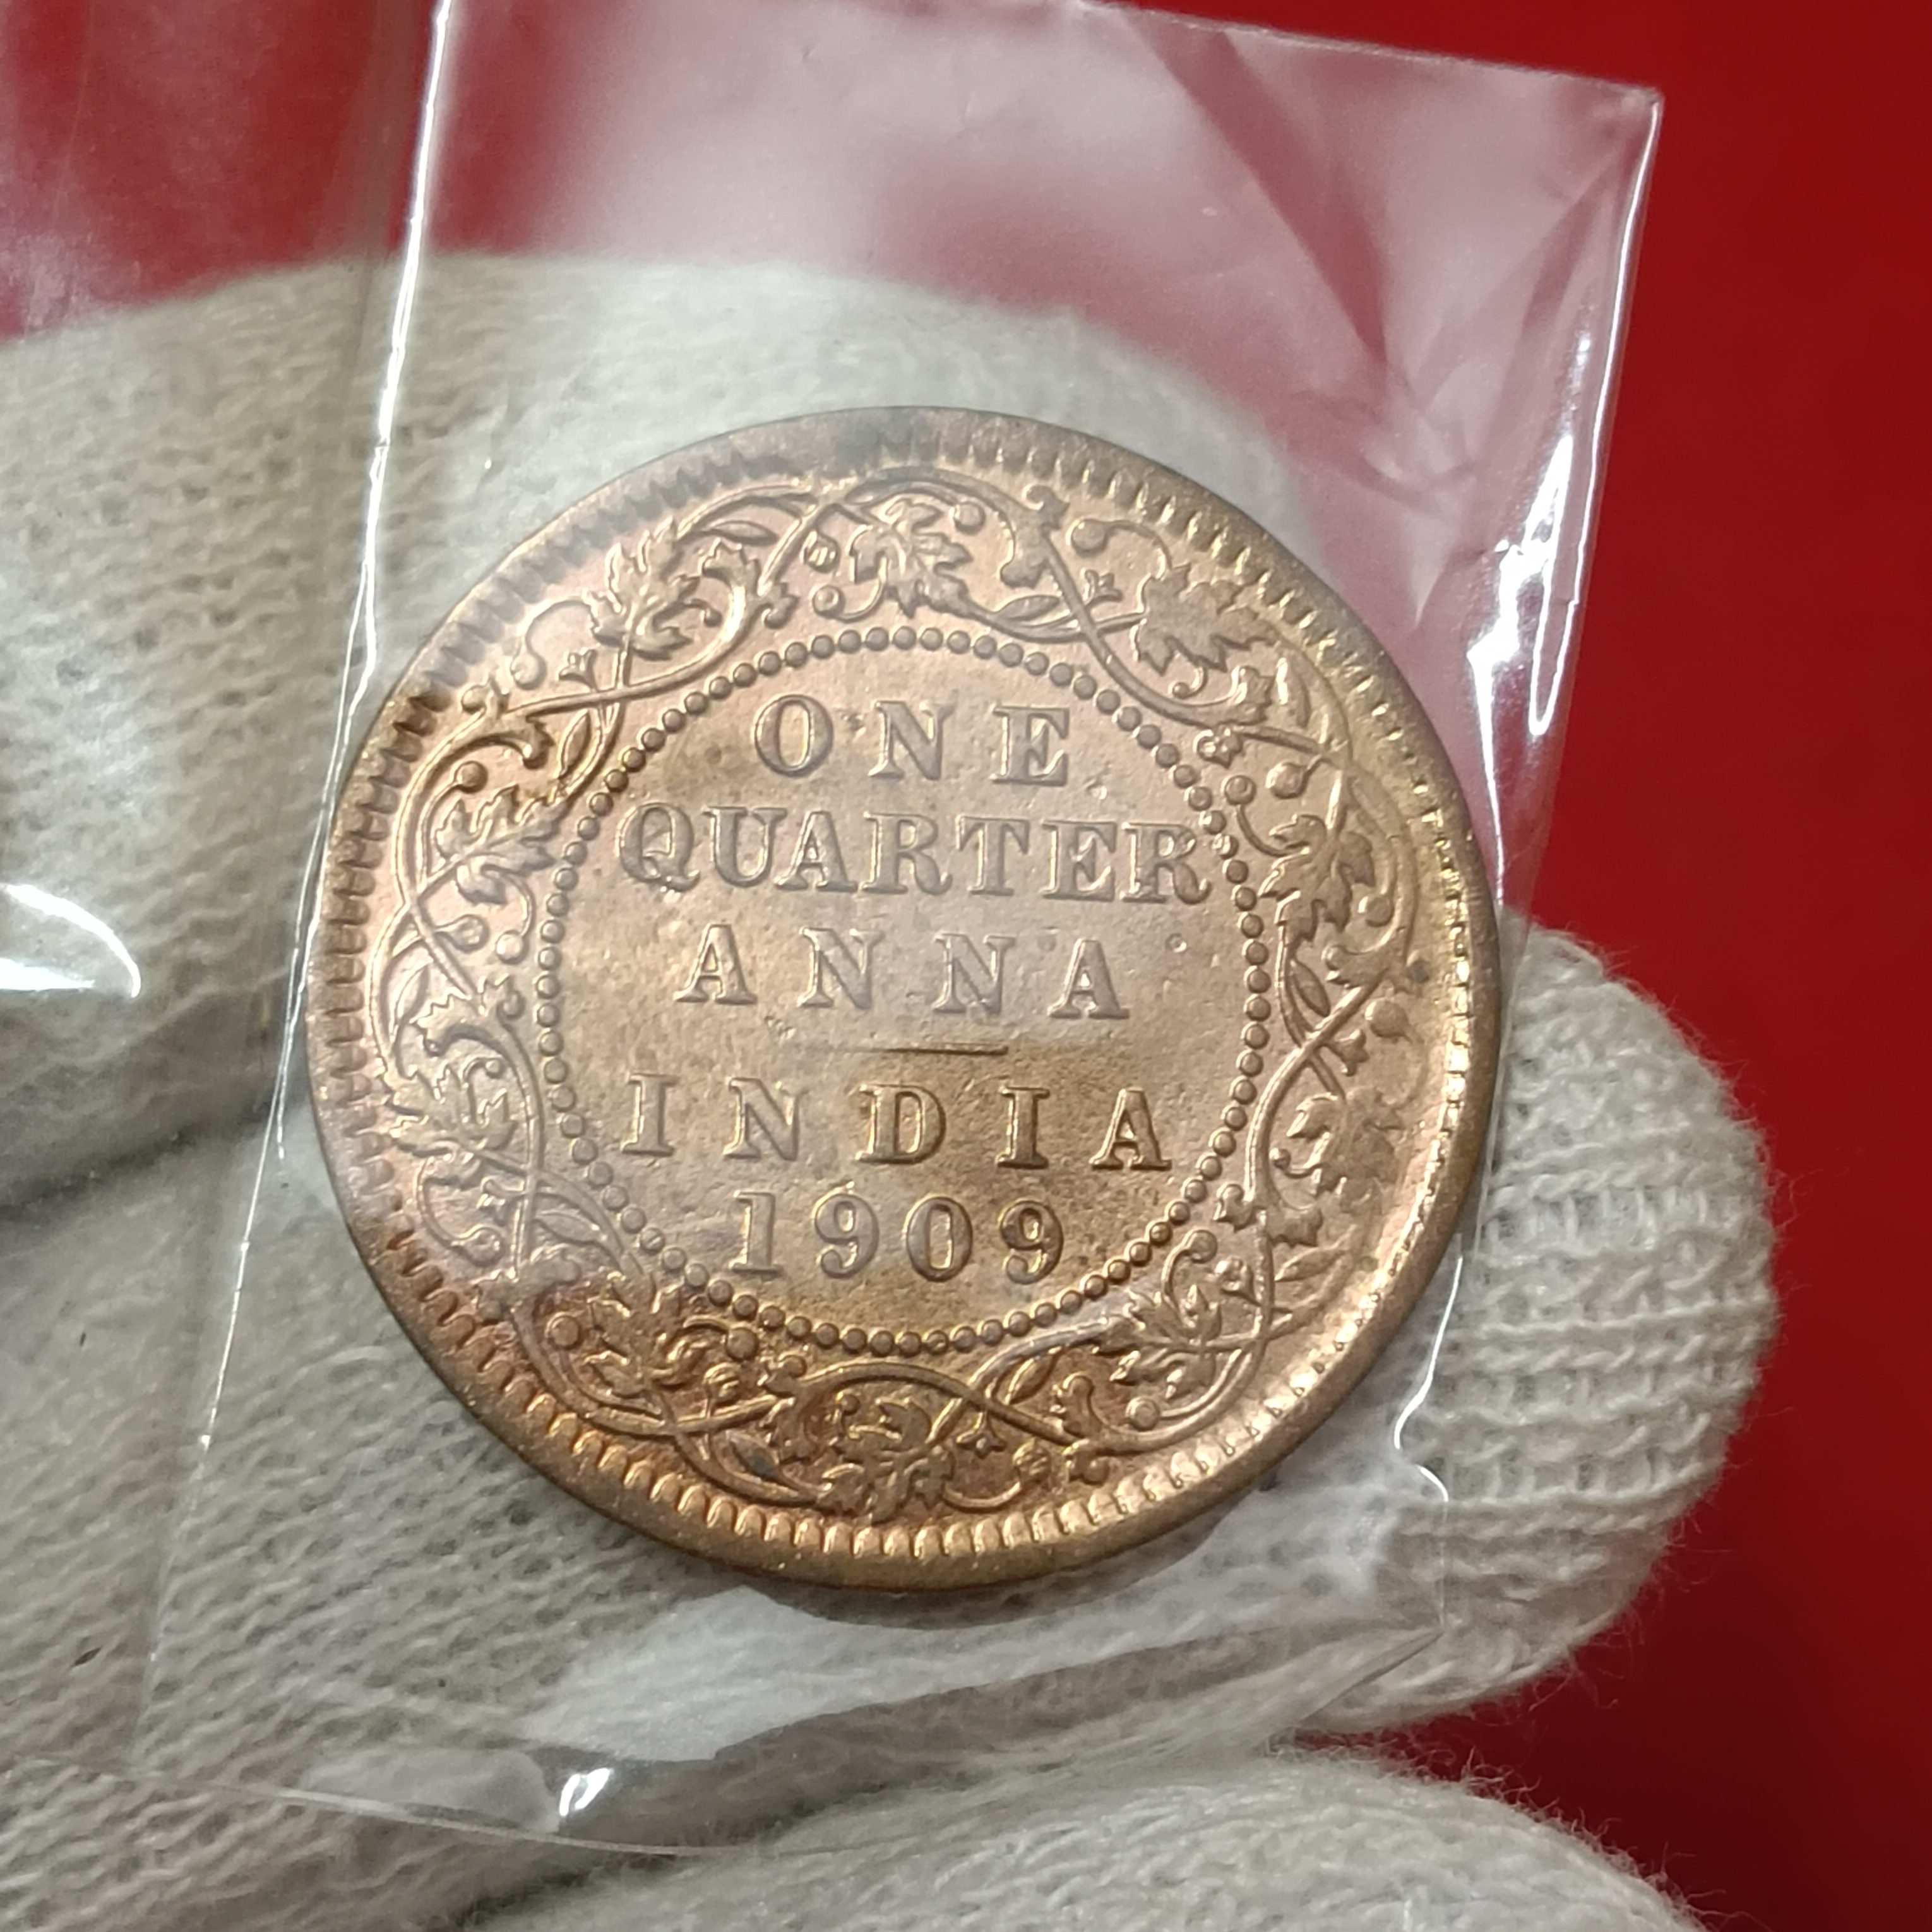 ONE
QUARTER
ANNA
INDIA
1909